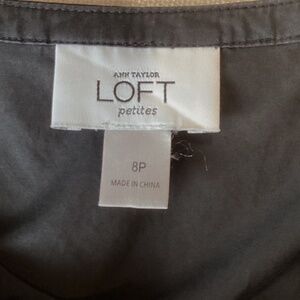 ANN TAYLOR
LOFT
petites
8P
MADE IN CHINA